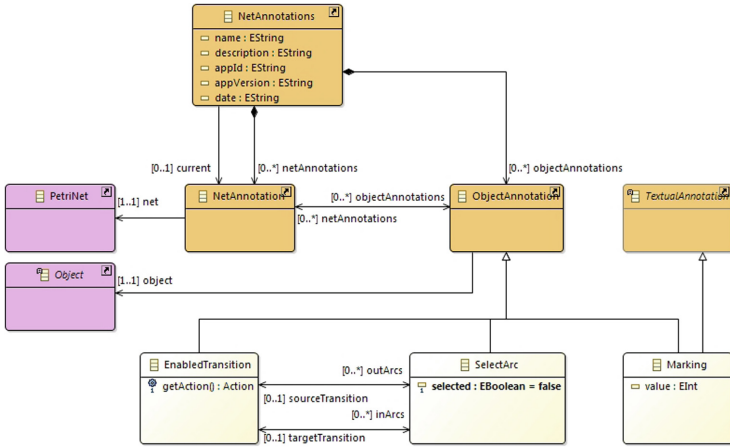 NetAnnotations
name : EString
description : EString
appId : EString
appVersion : EString
date : EString
[0..1] current
[0..*] netAnnotations
[0..*] objectAnnotations
PetriNet
[1..1] net
NetAnnotation
[0..*] objectAnnotations
[0..*] netAnnotations
ObjectAnnotation
TextualAnnotation
Object
[1..1] object
EnabledTransition
getAction() : Action
[0..*] outArcs
[0..1] sourceTransition
[0..*] inArcs
[0..1] targetTransition
SelectArc
selected : EBoolean = false
Marking
value : EInt